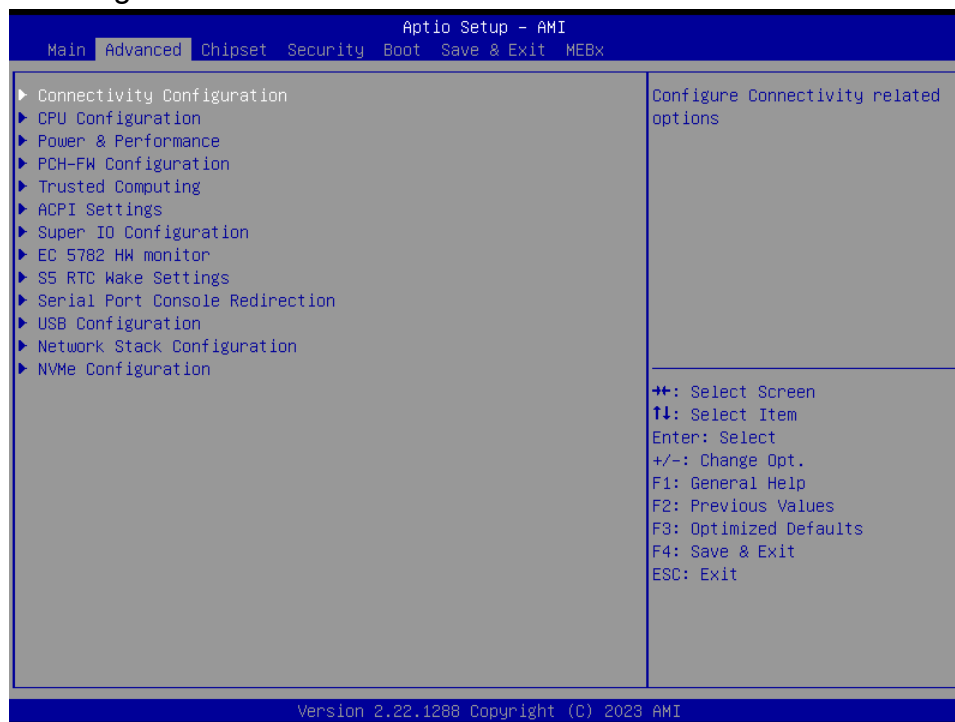 Aptio Setup – AMI
Main Advanced Chipset Security Boot Save & Exit MEBx
▶ Connectivity Configuration
▶ CPU Configuration
▶ Power & Performance
▶ PCH-FW Configuration
▶ Trusted Computing
▶ ACPI Settings
▶ Super IO Configuration
▶ EC 5782 HW monitor
▶ S5 RTC Wake Settings
▶ Serial Port Console Redirection
▶ USB Configuration
▶ Network Stack Configuration
▶ NVMe Configuration
Configure Connectivity related
options
→←: Select Screen
↑↓: Select Item
Enter: Select
+/-: Change Opt.
F1: General Help
F2: Previous Values
F3: Optimized Defaults
F4: Save & Exit
ESC: Exit
Version 2.22.1288 Copyright (C) 2023 AMI